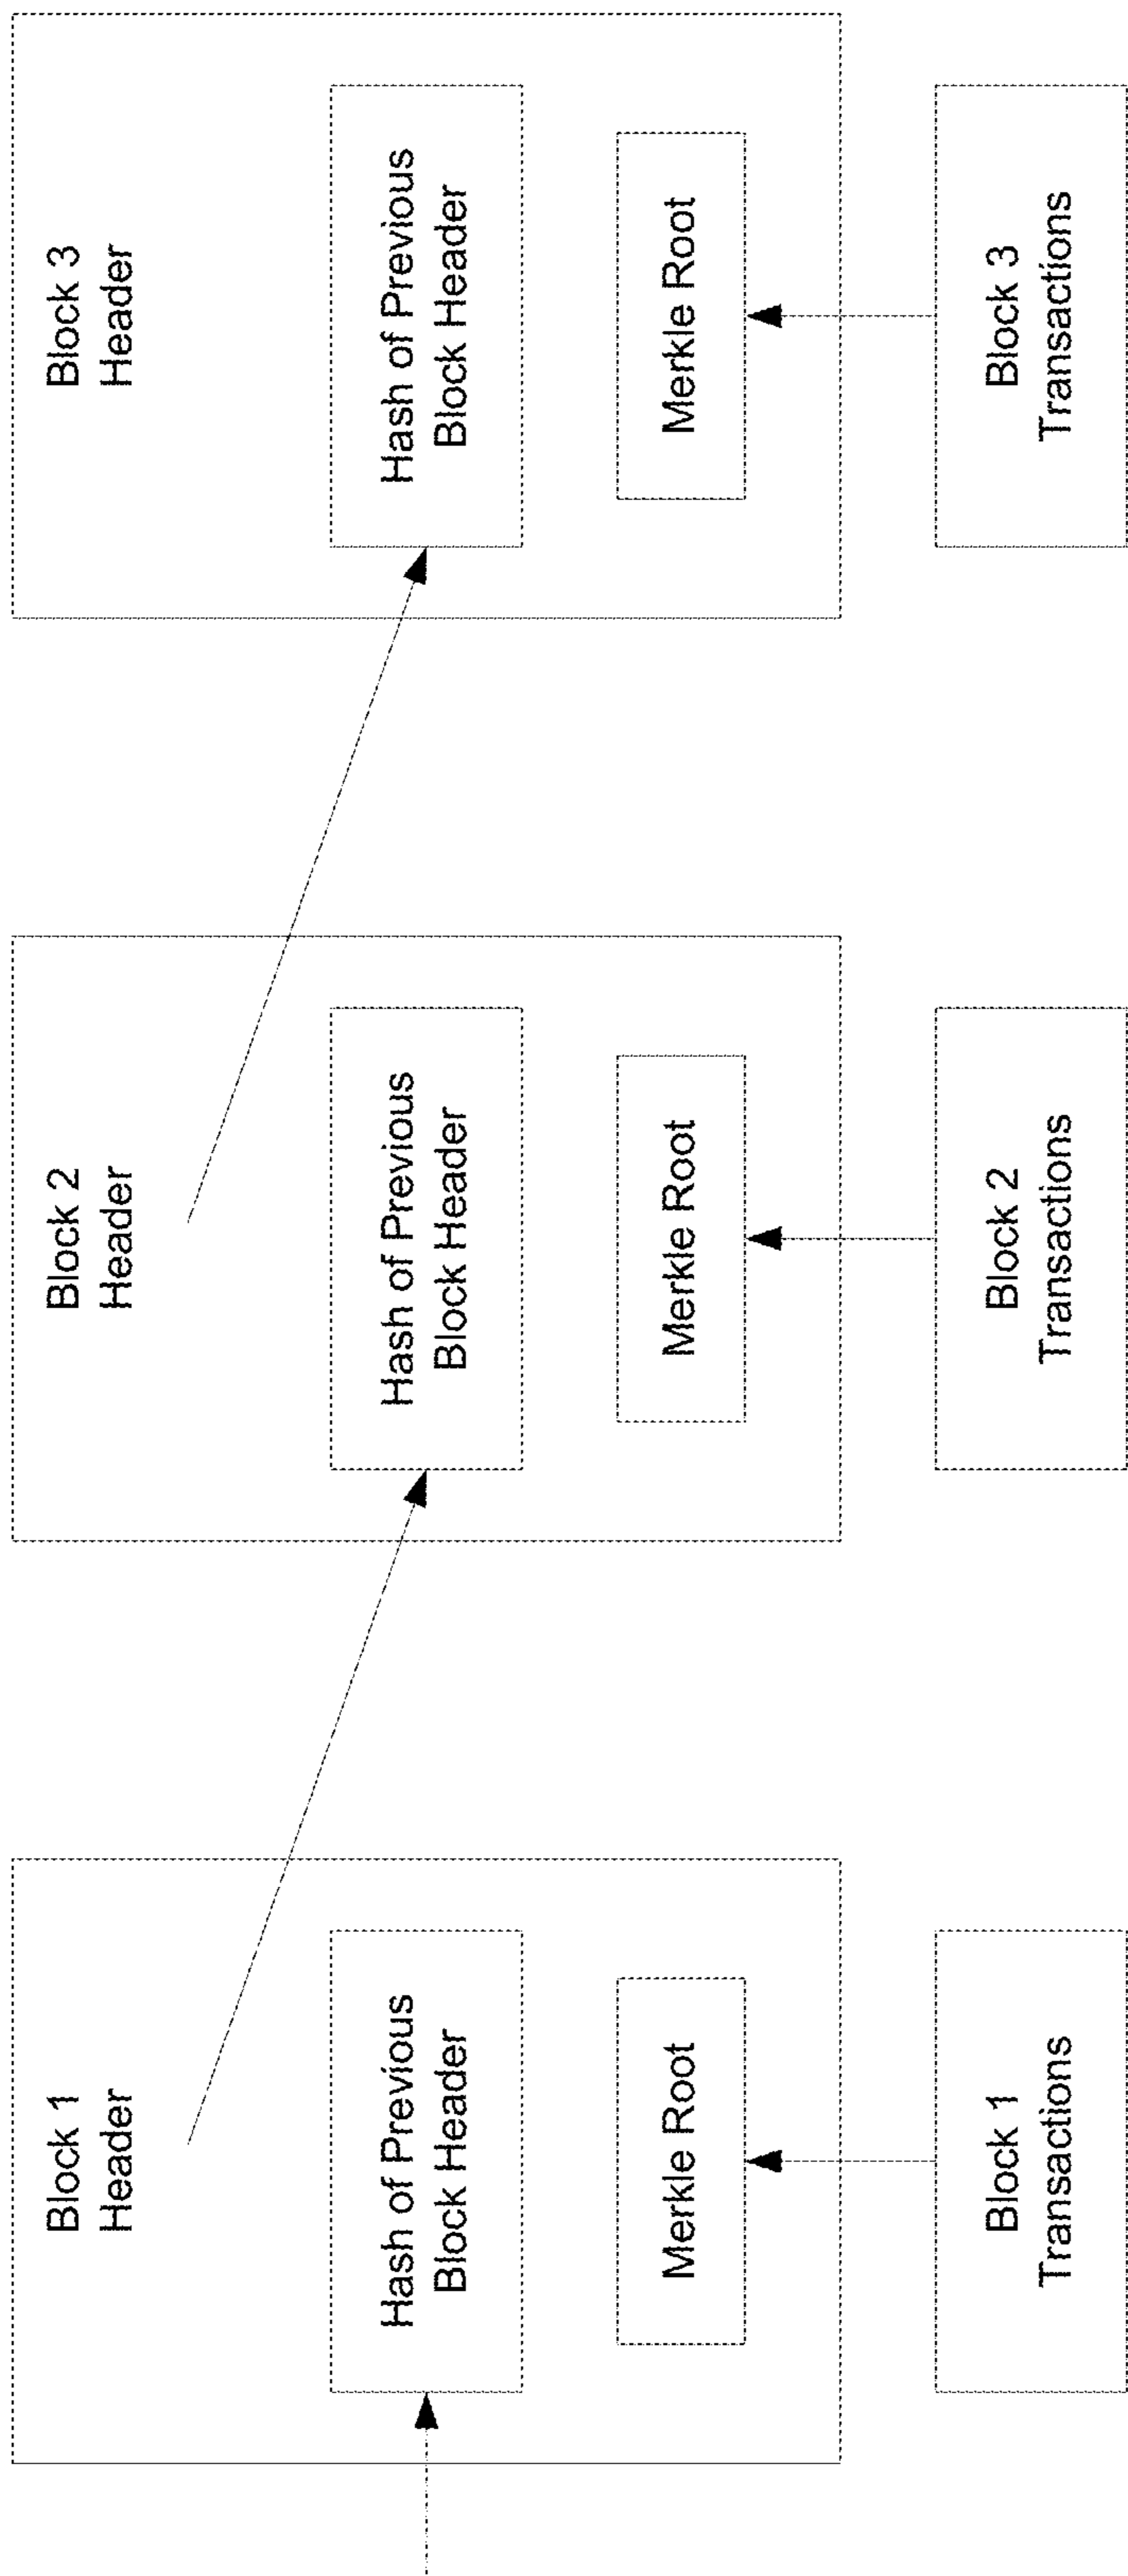 Block 1
Header
Hash of Previous
Block Header
Merkle Root
Block 1
Transactions
Block 2
Header
Hash of Previous
Block Header
Merkle Root
Block 2
Transactions
Block 3
Header
Hash of Previous
Block Header
Merkle Root
Block 3
Transactions